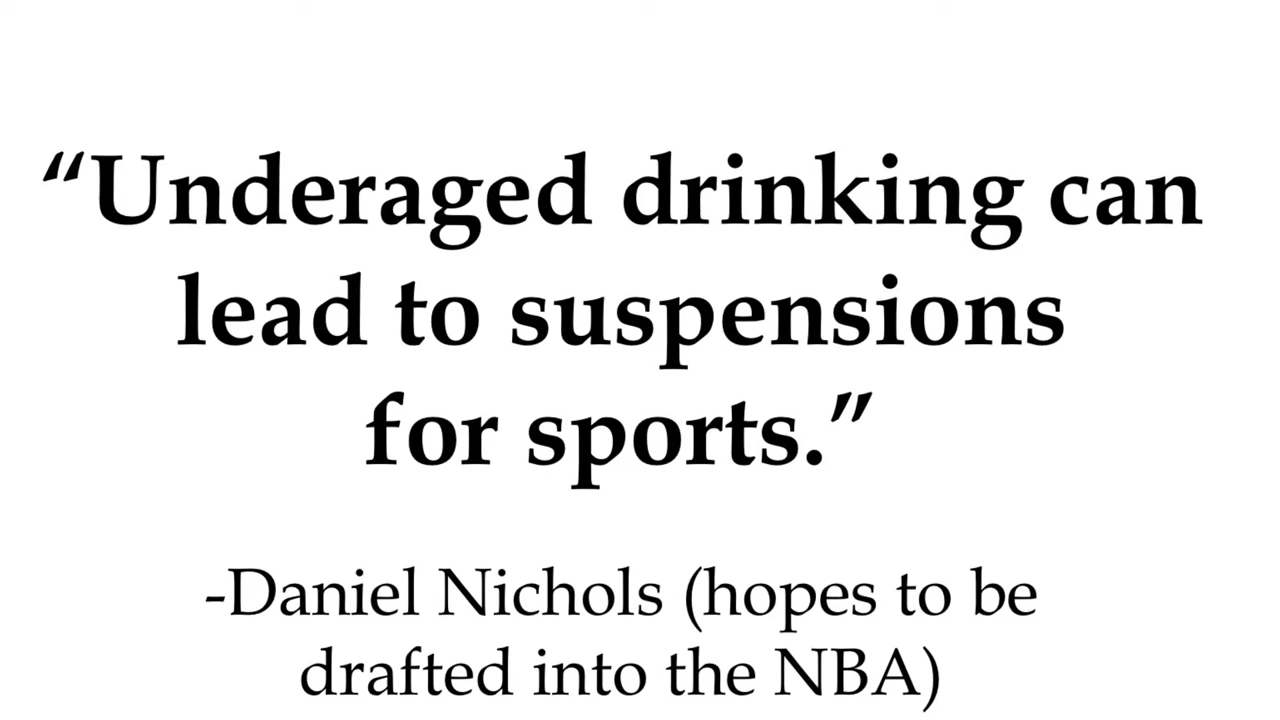 “Underaged drinking can
lead to suspensions
for sports.”
-Daniel Nichols (hopes to be
drafted into the NBA)